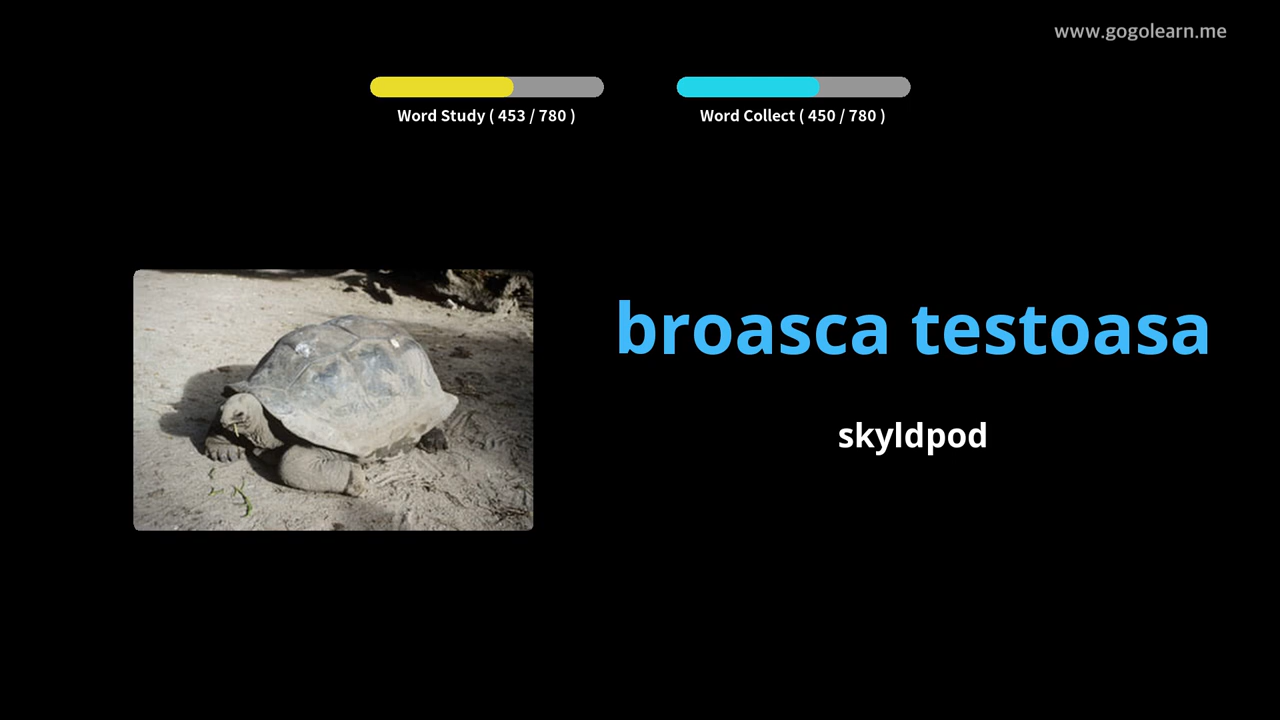 www.gogolearn.me
Word Study ( 453 / 780 )
Word Collect ( 450 / 780 )
broasca testoasa
skyldpod